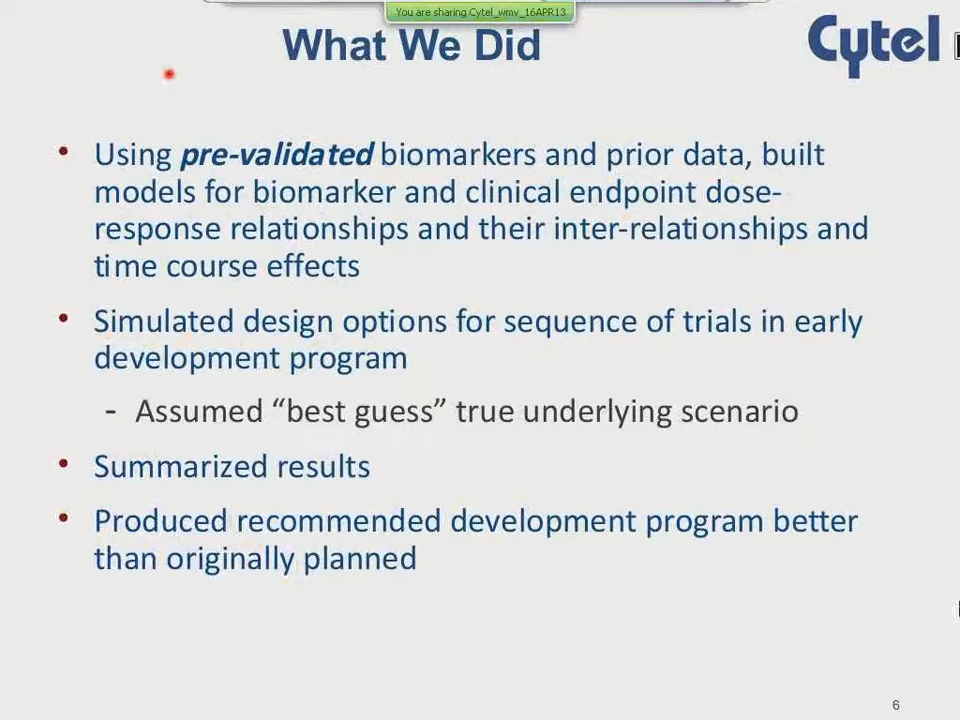 You are sharing Cytel_wmv_16APR13
What We Did
Cytel
• Using pre-validated biomarkers and prior data, built
models for biomarker and clinical endpoint dose-
response relationships and their inter-relationships and
time course effects
• Simulated design options for sequence of trials in early
development program
- Assumed “best guess” true underlying scenario
• Summarized results
• Produced recommended development program better
than originally planned
6